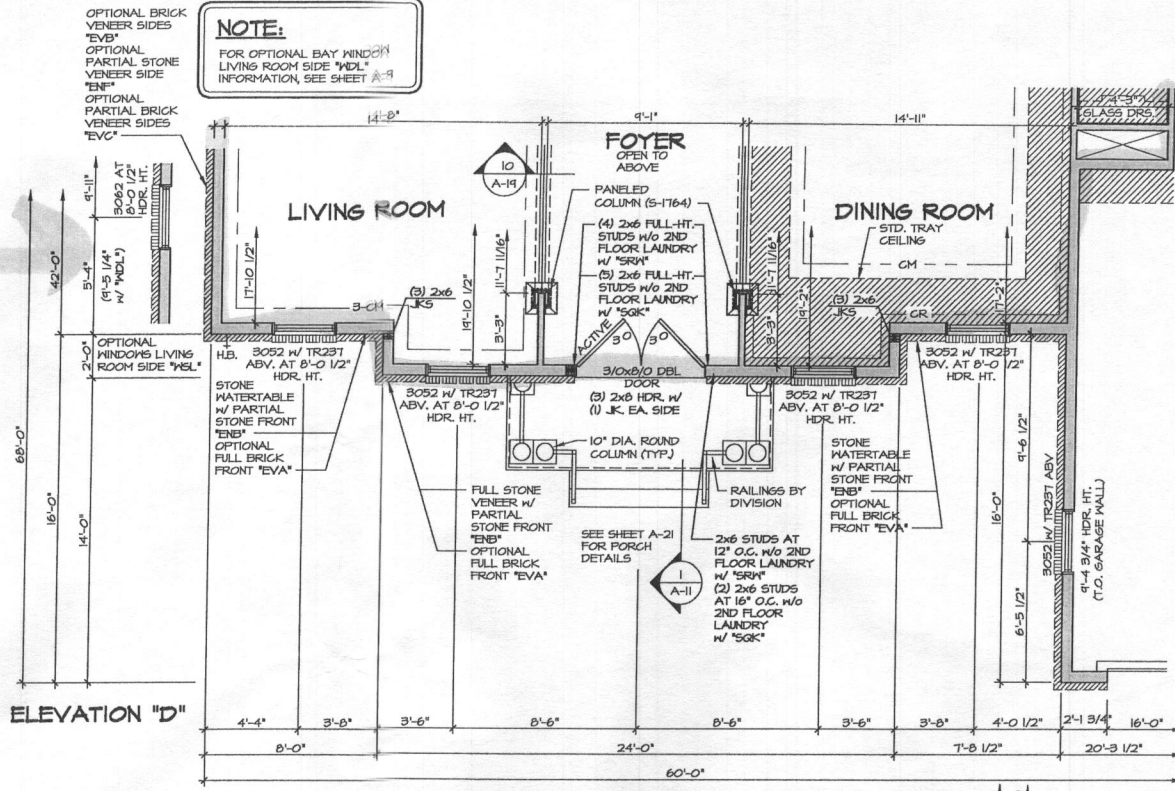 OPTIONAL BRICK
VENEER SIDES
"EVB"
OPTIONAL
PARTIAL STONE
VENEER SIDE
"ENF"
OPTIONAL
PARTIAL BRICK
VENEER SIDES
"EVC"
NOTE:
FOR OPTIONAL BAY WINDOW
LIVING ROOM SIDE "WDL"
INFORMATION, SEE SHEET A-9
14'-8"
9'-1"
14'-11"
4'-3"
GLASS DRS.
FOYER
OPEN TO
ABOVE
10
A-19
PANELED
COLUMN (S-1764)
LIVING ROOM
DINING ROOM
STD. TRAY
CEILING
CM
(4) 2x6 FULL-HT.
STUDS w/o 2ND
FLOOR LAUNDRY
w/ "SRW"
(5) 2x6 FULL-HT.
STUDS w/o 2ND
FLOOR LAUNDRY
w/ "SQK"
9'-11"
3062 AT
8'-0 1/2"
HDR. HT.
42'-0"
5'-4"
(9'-5 1/4"
w/ "WDL")
17'-10 1/2"
3-CM
(3) 2x6
JKS
19'-10 1/2"
11'-7 11/16"
3'-3"
11'-7 11/16"
3'-3"
19'-2"
(3) 2x6
JKS
CR
17'-2"
ACTIVE
3 0
3 0
2'-0"
OPTIONAL
WINDOWS LIVING
ROOM SIDE "WSL"
H.B.
3052 w/ TR237
ABV. AT 8'-0 1/2"
HDR. HT.
3052 w/ TR237
ABV. AT 8'-0 1/2"
HDR. HT.
3/0x8/0 DBL
DOOR
(3) 2x8 HDR. w/
(1) JK. EA. SIDE
3052 w/ TR237
ABV. AT 8'-0 1/2"
HDR. HT.
3052 w/ TR237
ABV. AT 8'-0 1/2"
HDR. HT.
STONE
WATERTABLE
w/ PARTIAL
STONE FRONT
"ENB"
OPTIONAL
FULL BRICK
FRONT "EVA"
10" DIA. ROUND
COLUMN (TYP.)
STONE
WATERTABLE
w/ PARTIAL
STONE FRONT
"ENB"
OPTIONAL
FULL BRICK
FRONT "EVA"
9'-6 1/2"
68'-0"
16'-0"
14'-0"
FULL STONE
VENEER w/
PARTIAL
STONE FRONT
"ENB"
OPTIONAL
FULL BRICK
FRONT "EVA"
RAILINGS BY
DIVISION
SEE SHEET A-21
FOR PORCH
DETAILS
1
A-11
2x6 STUDS AT
12" O.C. w/o 2ND
FLOOR LAUNDRY
w/ "SRW"
(2) 2x6 STUDS
AT 16" O.C. w/o
2ND FLOOR
LAUNDRY
w/ "SQK"
16'-0"
3052 w/ TR237 ABV
9'-4 3/4" HDR. HT.
(T.O. GARAGE WALL)
6'-5 1/2"
ELEVATION "D"
4'-4"
3'-8"
3'-6"
8'-6"
8'-6"
3'-6"
3'-8"
4'-0 1/2"
2'-1 3/4"
16'-0"
8'-0"
24'-0"
7'-8 1/2"
20'-3 1/2"
60'-0"